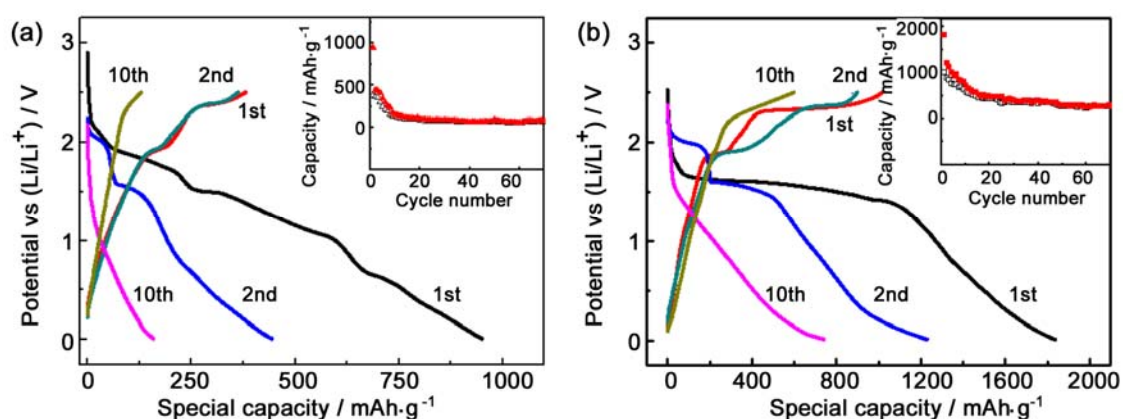 (a)
3
2
1
0
Potential vs (Li/Li⁺) / V
10th
2nd
1st
10th
2nd
1st
0
250
500
750
1000
Special capacity / mAh·g⁻¹
1000
500
0
Capacity / mAh·g⁻¹
0
20
40
60
Cycle number
(b)
3
2
1
0
Potential vs (Li/Li⁺) / V
10th
2nd
1st
10th
2nd
1st
0
400
800
1200
1600
2000
Special capacity / mAh·g⁻¹
2000
1000
0
Capacity / mAh·g⁻¹
0
20
40
60
Cycle number